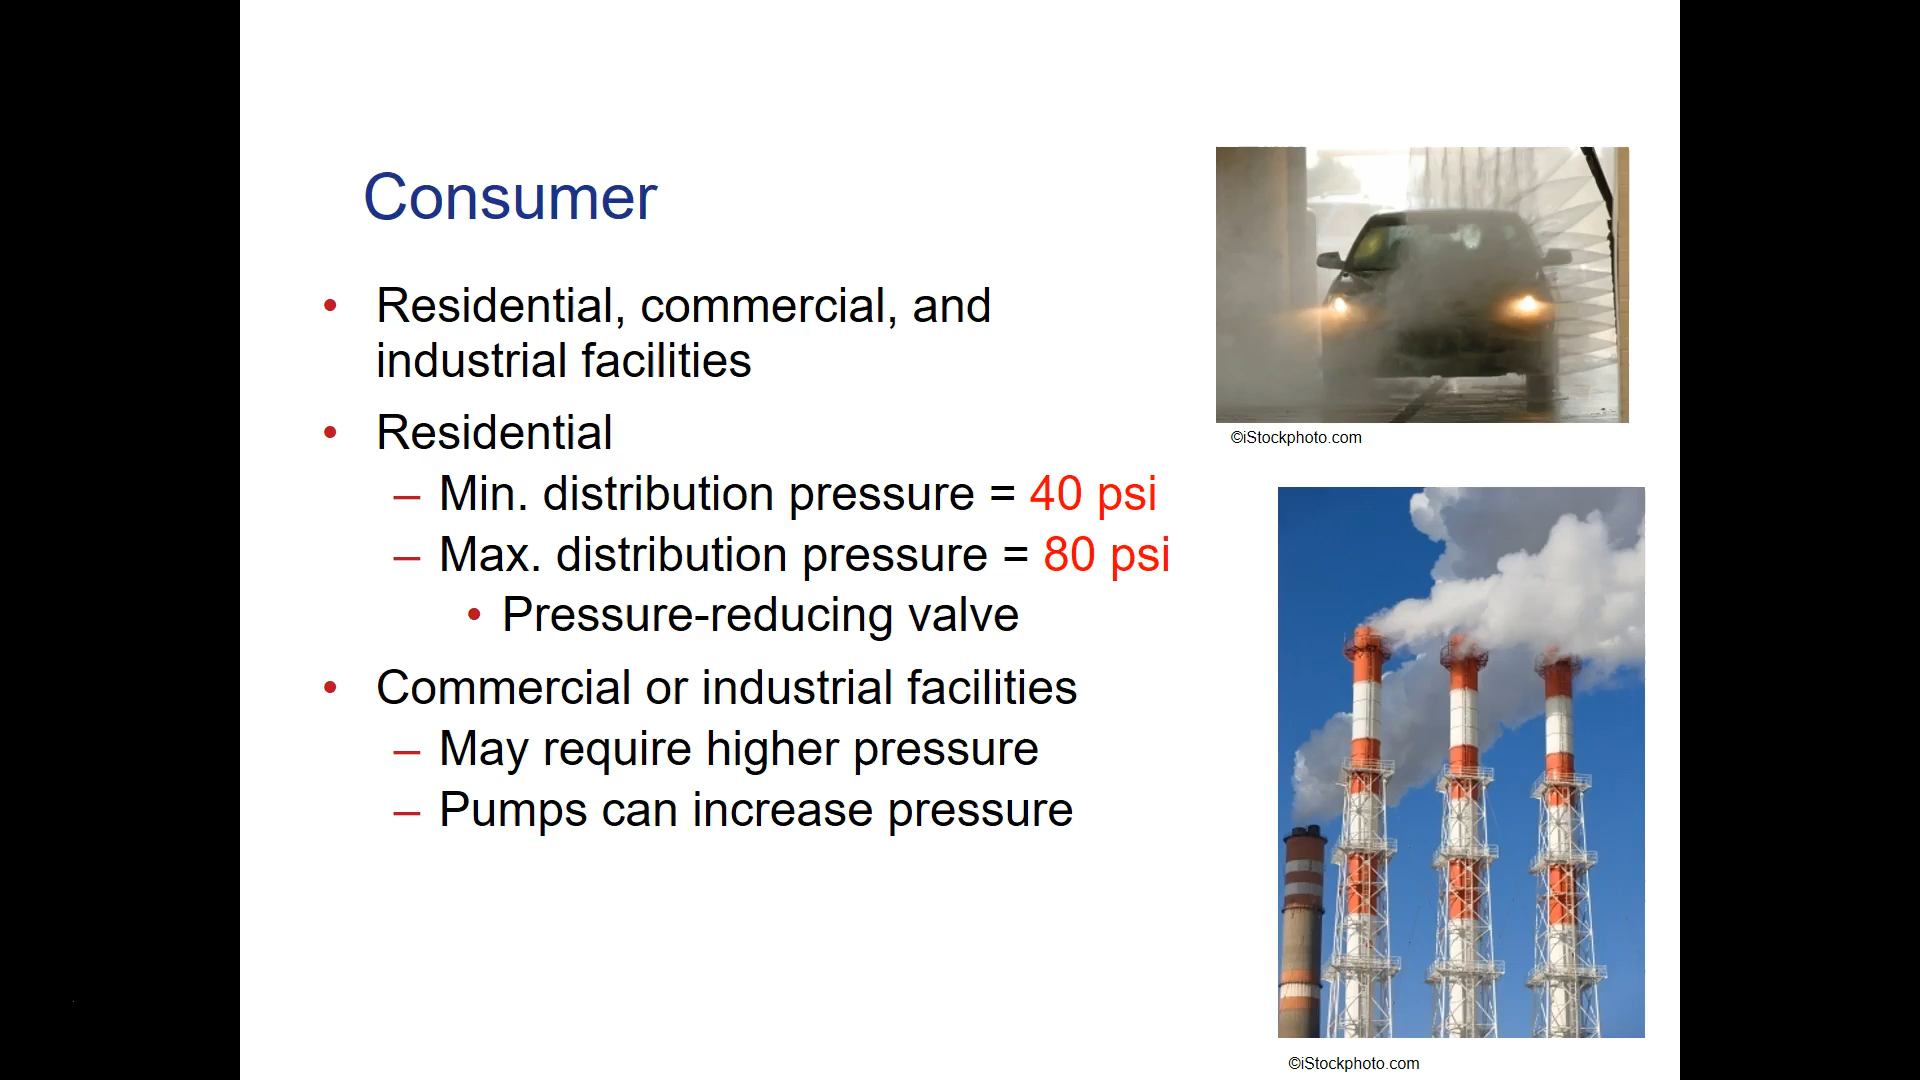 Consumer
• Residential, commercial, and
industrial facilities
• Residential
– Min. distribution pressure = 40 psi
– Max. distribution pressure = 80 psi
• Pressure-reducing valve
• Commercial or industrial facilities
– May require higher pressure
– Pumps can increase pressure
©iStockphoto.com
©iStockphoto.com